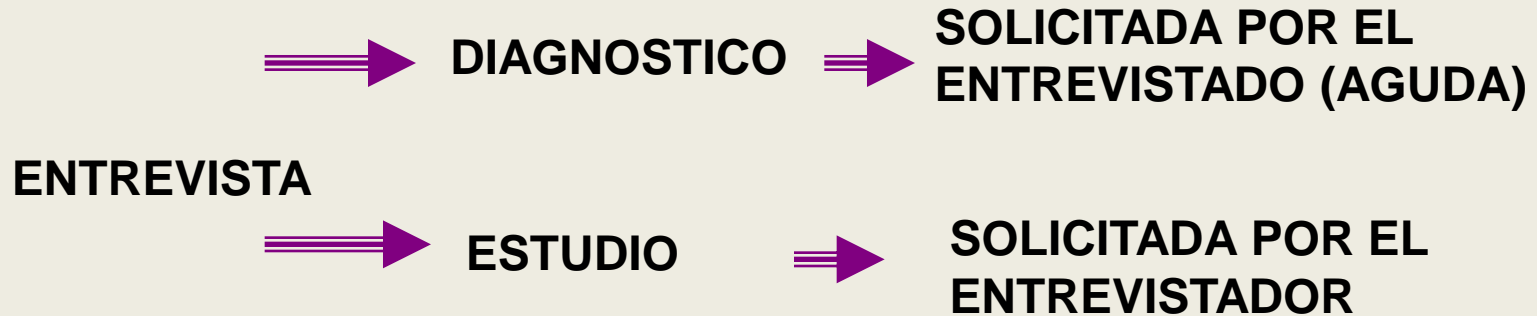 DIAGNOSTICO
SOLICITADA POR EL
ENTREVISTADO (AGUDA)
ENTREVISTA
ESTUDIO
SOLICITADA POR EL
ENTREVISTADOR